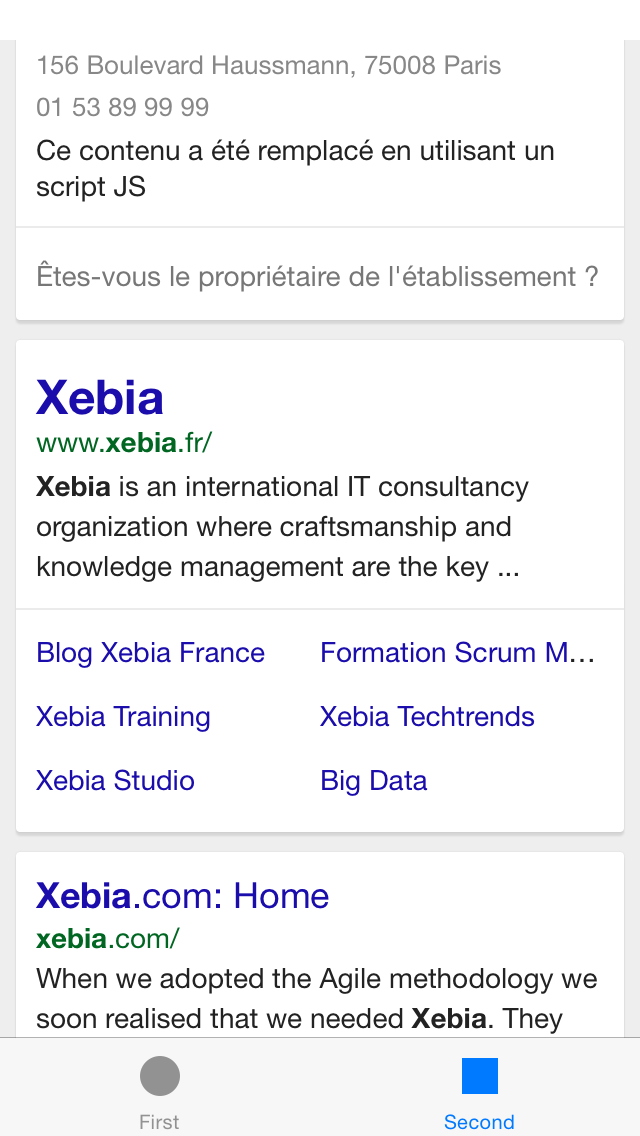 156 Boulevard Haussmann, 75008 Paris
01 53 89 99 99
Ce contenu a été remplacé en utilisant un
script JS
Êtes-vous le propriétaire de l'établissement ?
Xebia
www.xebia.fr/
Xebia is an international IT consultancy
organization where craftsmanship and
knowledge management are the key ...
Blog Xebia France
Formation Scrum M...
Xebia Training
Xebia Techtrends
Xebia Studio
Big Data
Xebia.com: Home
xebia.com/
When we adopted the Agile methodology we
soon realised that we needed Xebia. They
First
Second